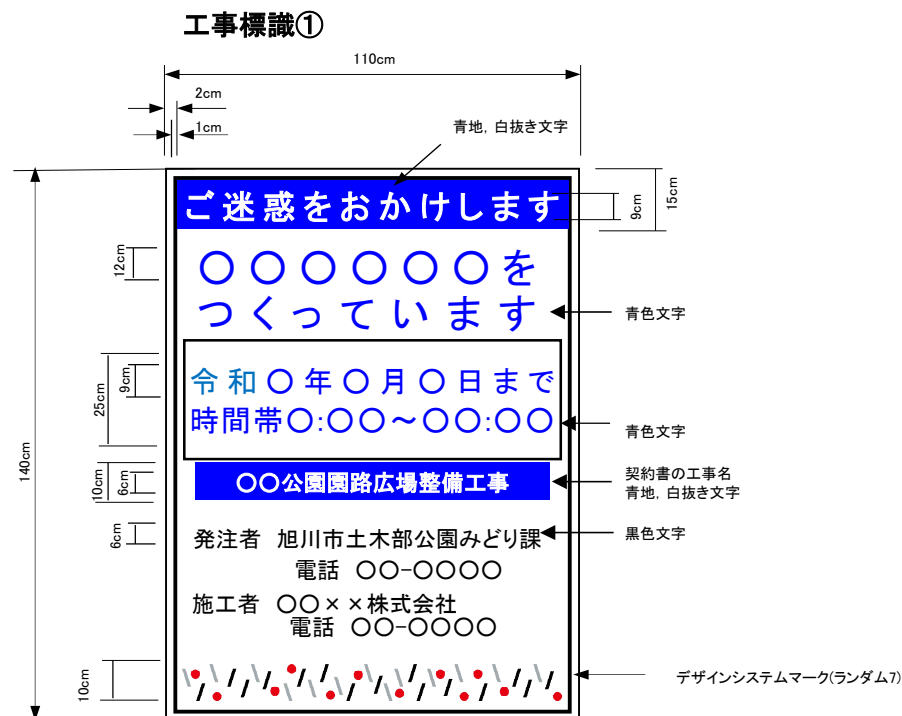 工事標識①
110cm
2cm
1cm
青地, 白抜き文字
ご迷惑をおかけします
9cm
15cm
12cm
〇〇〇〇〇〇を
つくっています
青色文字
140cm
25cm
9cm
令和〇年〇月〇日まで
時間帯〇:〇〇~〇〇:〇〇
青色文字
10cm
6cm
〇〇公園園路広場整備工事
契約書の工事名
青地, 白抜き文字
6cm
発注者 旭川市土木部公園みどり課
黒色文字
電話 〇〇-〇〇〇〇
施工者 〇〇××株式会社
電話 〇〇-〇〇〇〇
10cm
デザインシステムマーク(ランダム7)